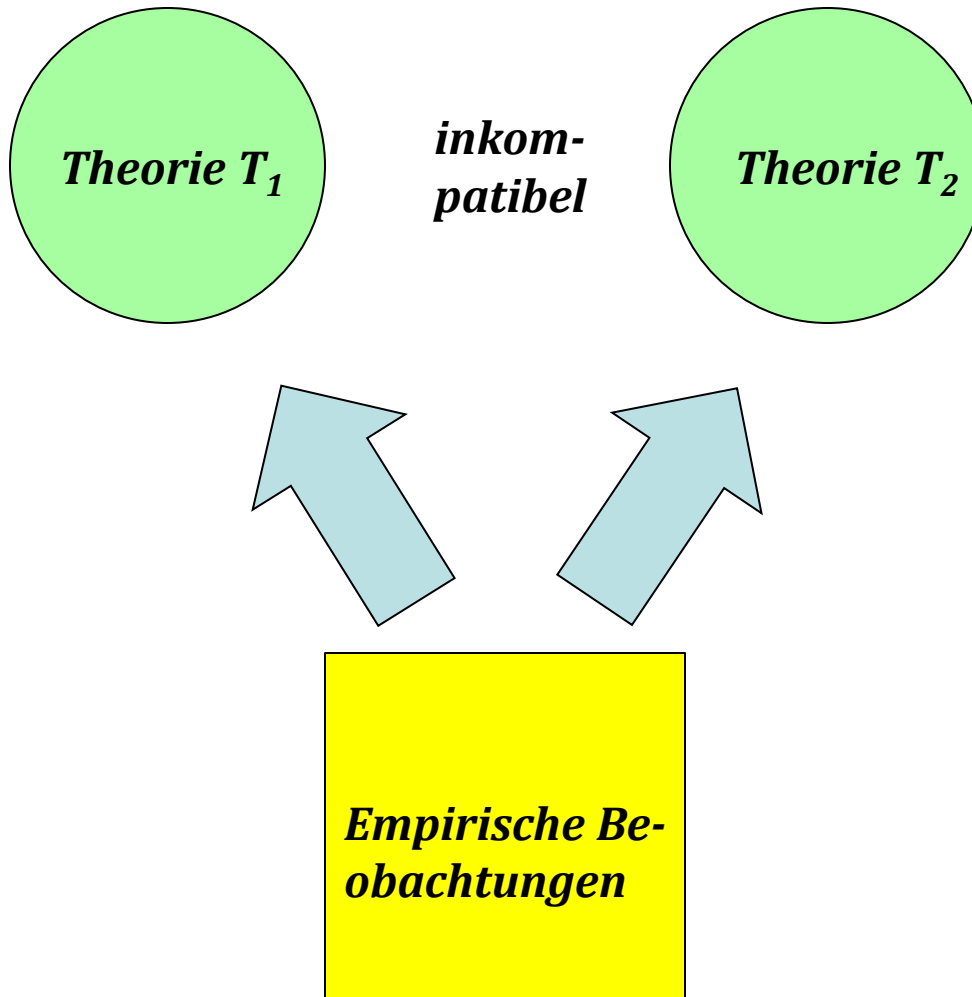 Theorie T₁
inkom-
patibel
Theorie T₂
Empirische Be-
obachtungen